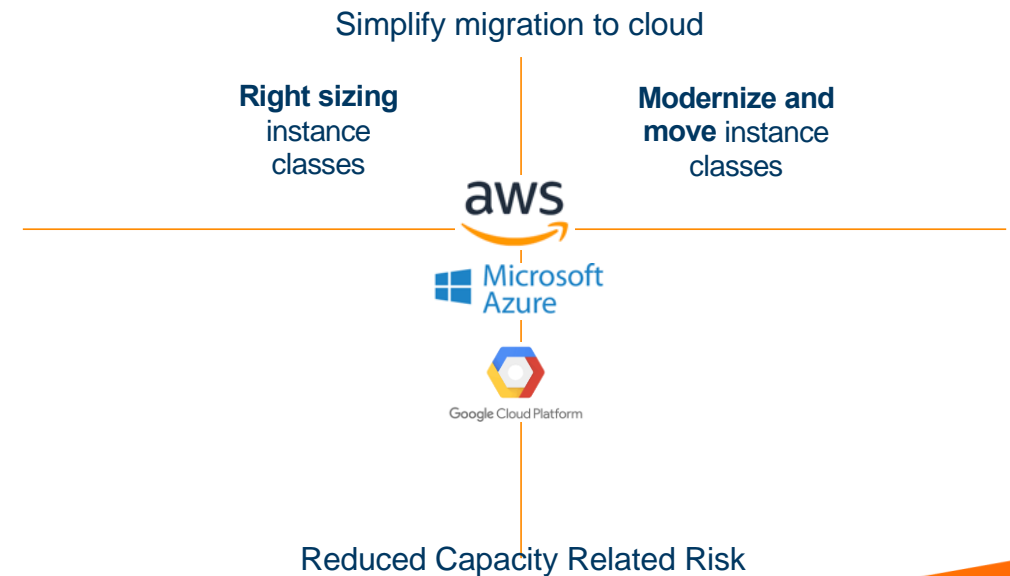 Simplify migration to cloud
Right sizing
instance
classes
Modernize and
move instance
classes
aws
Microsoft
Azure
Google Cloud Platform
Reduced Capacity Related Risk